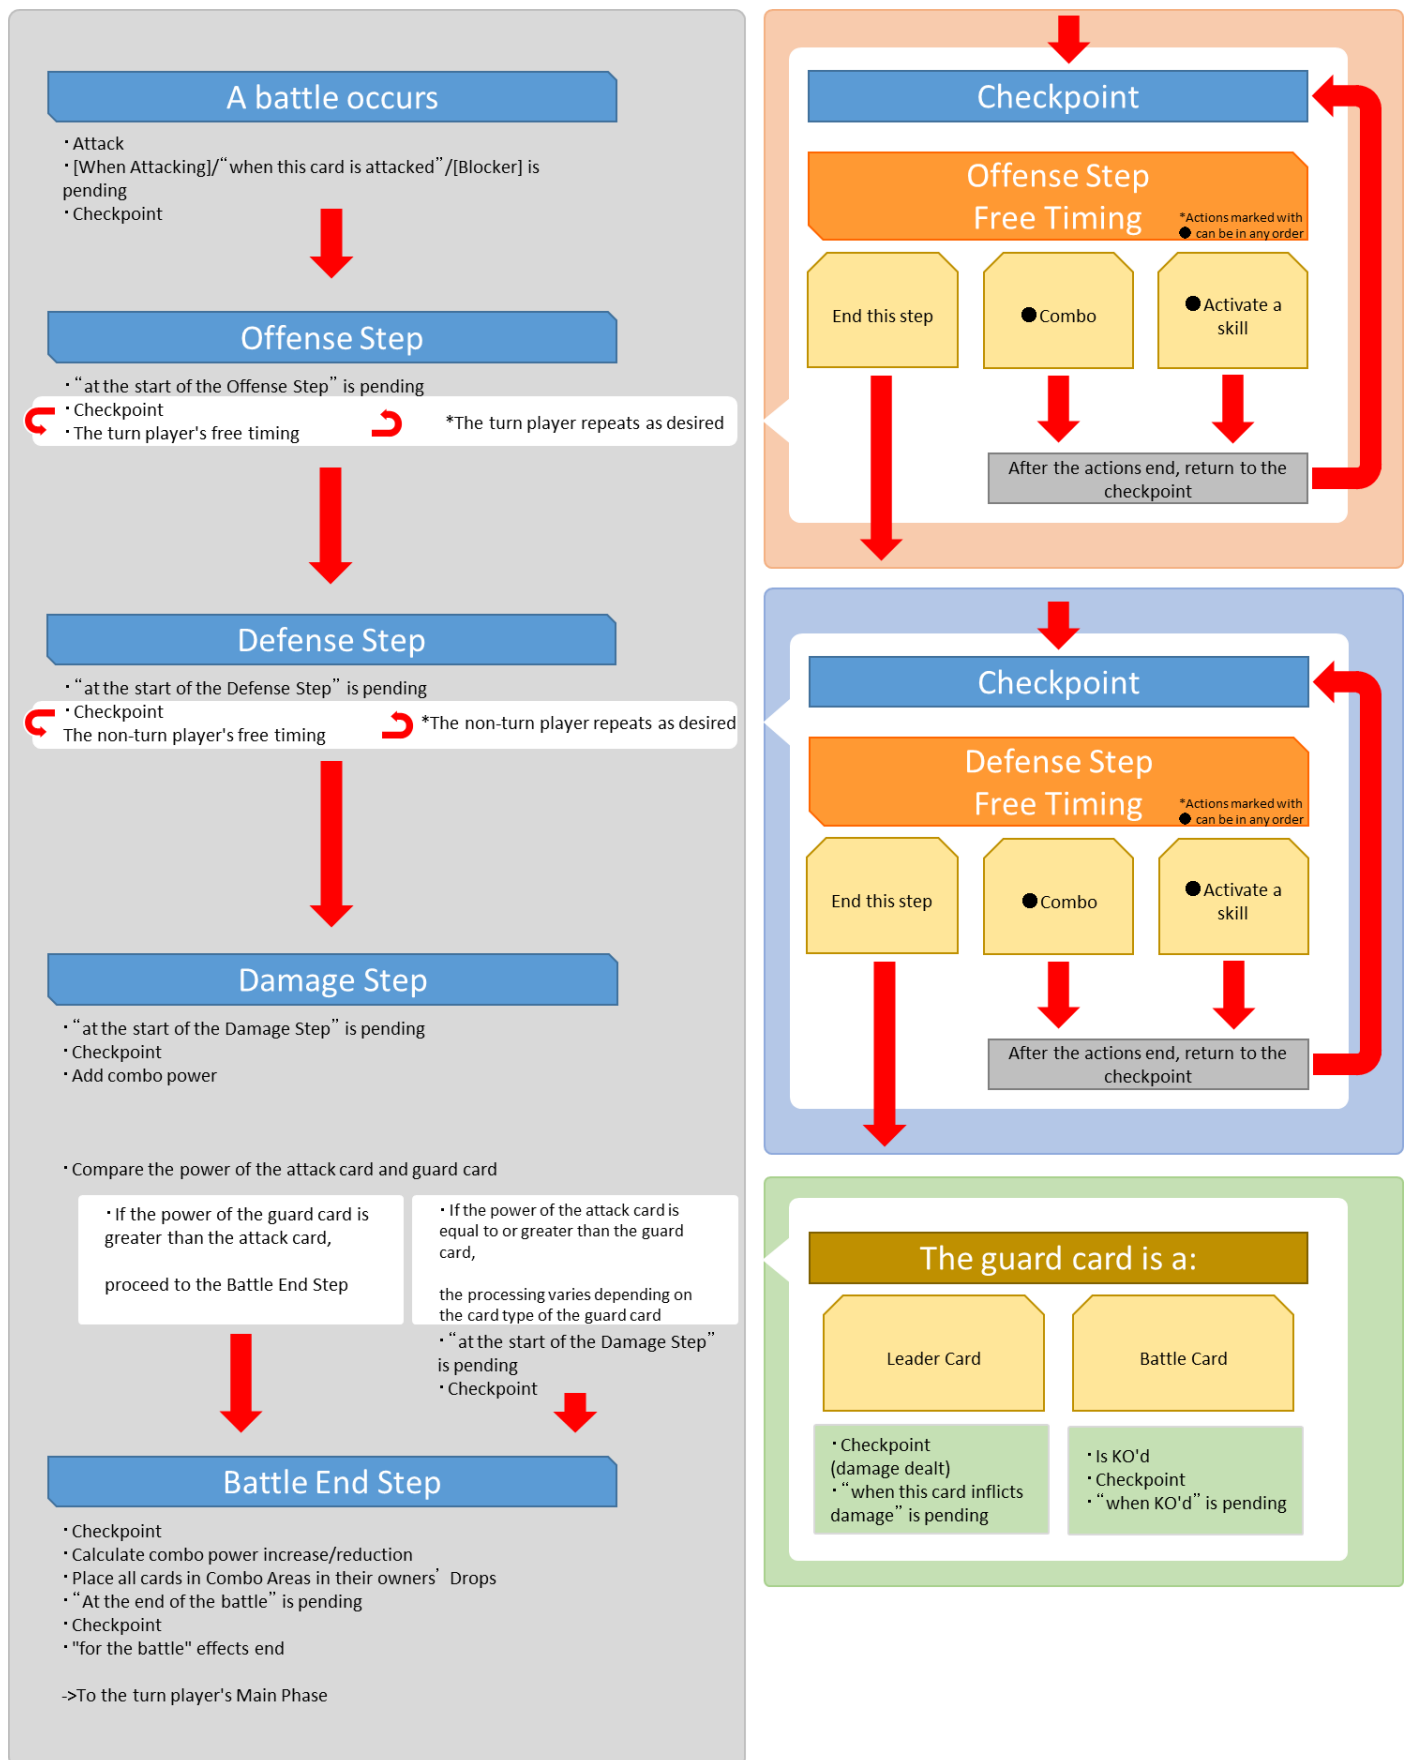 A battle occurs
・Attack
・[When Attacking]/“when this card is attacked”/[Blocker] is
pending
・Checkpoint
Offense Step
・“at the start of the Offense Step” is pending
・Checkpoint
・The turn player's free timing
*The turn player repeats as desired
Defense Step
・“at the start of the Defense Step” is pending
・Checkpoint
The non-turn player's free timing
*The non-turn player repeats as desired
Damage Step
・“at the start of the Damage Step” is pending
・Checkpoint
・Add combo power
・Compare the power of the attack card and guard card
・If the power of the guard card is
greater than the attack card,
proceed to the Battle End Step
・If the power of the attack card is
equal to or greater than the guard
card,
the processing varies depending on
the card type of the guard card
・“at the start of the Damage Step”
is pending
・Checkpoint
Battle End Step
・Checkpoint
・Calculate combo power increase/reduction
・Place all cards in Combo Areas in their owners’ Drops
・“At the end of the battle” is pending
・Checkpoint
・"for the battle" effects end
->To the turn player's Main Phase
Checkpoint
Offense Step
Free Timing
*Actions marked with
● can be in any order
End this step
●Combo
●Activate a
skill
After the actions end, return to the
checkpoint
Checkpoint
Defense Step
Free Timing
*Actions marked with
● can be in any order
End this step
●Combo
●Activate a
skill
After the actions end, return to the
checkpoint
The guard card is a:
Leader Card
Battle Card
・Checkpoint
(damage dealt)
・“when this card inflicts
damage” is pending
・Is KO'd
・Checkpoint
・“when KO'd” is pending